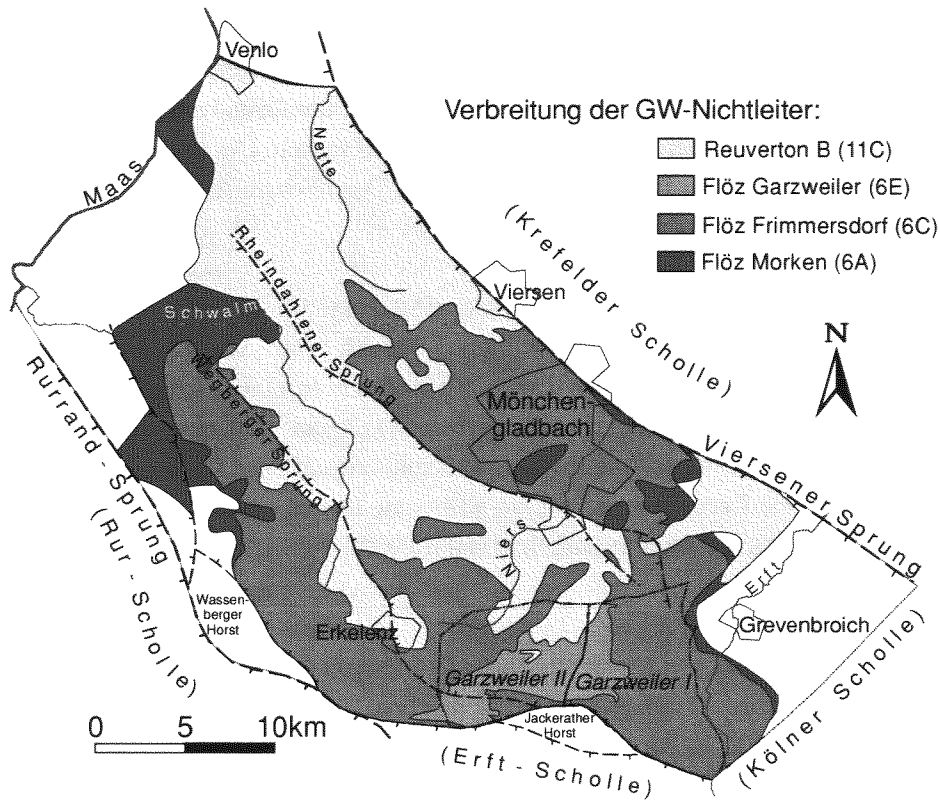 Venlo
Verbreitung der GW-Nichtleiter:
Reuverton B (11C)
Flöz Garzweiler (6E)
Flöz Frimmersdorf (6C)
Flöz Morken (6A)
Maas
Nette
(Krefelder Scholle)
Rheindahlener Sprung
Viersen
Schwalm
N
Wegberger Sprung
Mönchen-
gladbach
Rurrand-Sprung
(Rur-Scholle)
Viersener Sprung
Niers
Erft
Wassen-
berger
Horst
Erkelenz
Grevenbroich
Garzweiler II
Garzweiler I
Jackerather
Horst
(Kölner Scholle)
(Erft-Scholle)
0 5 10km